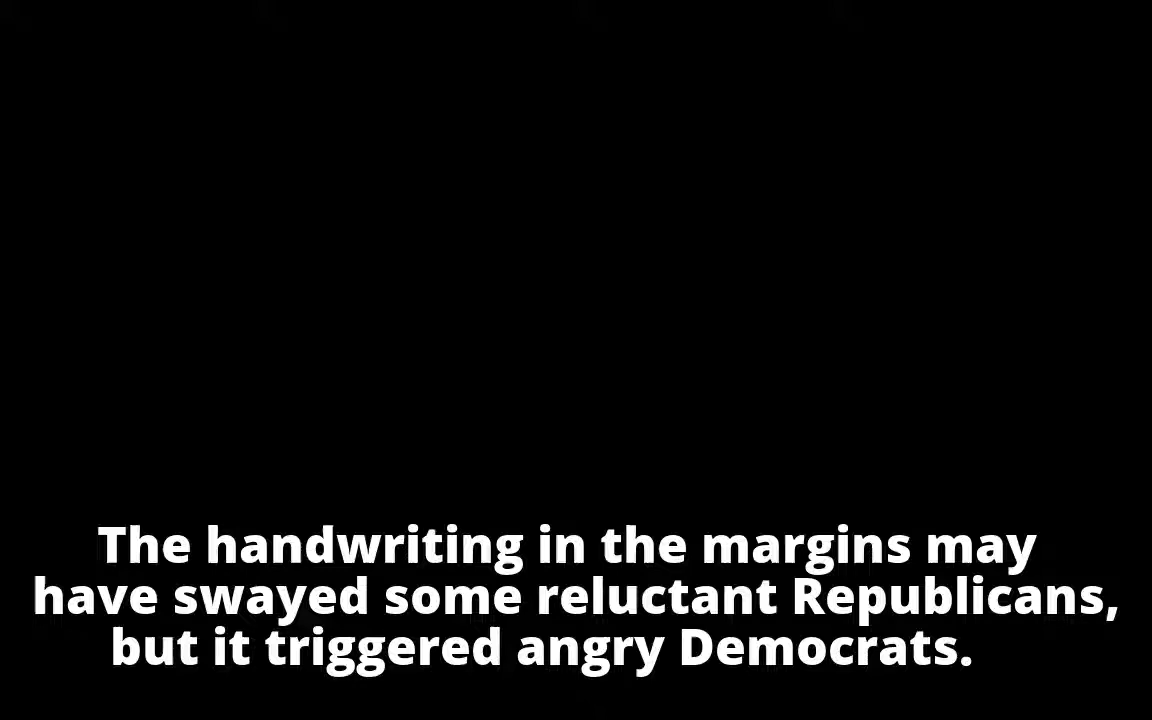 The handwriting in the margins may
have swayed some reluctant Republicans,
but it triggered angry Democrats.